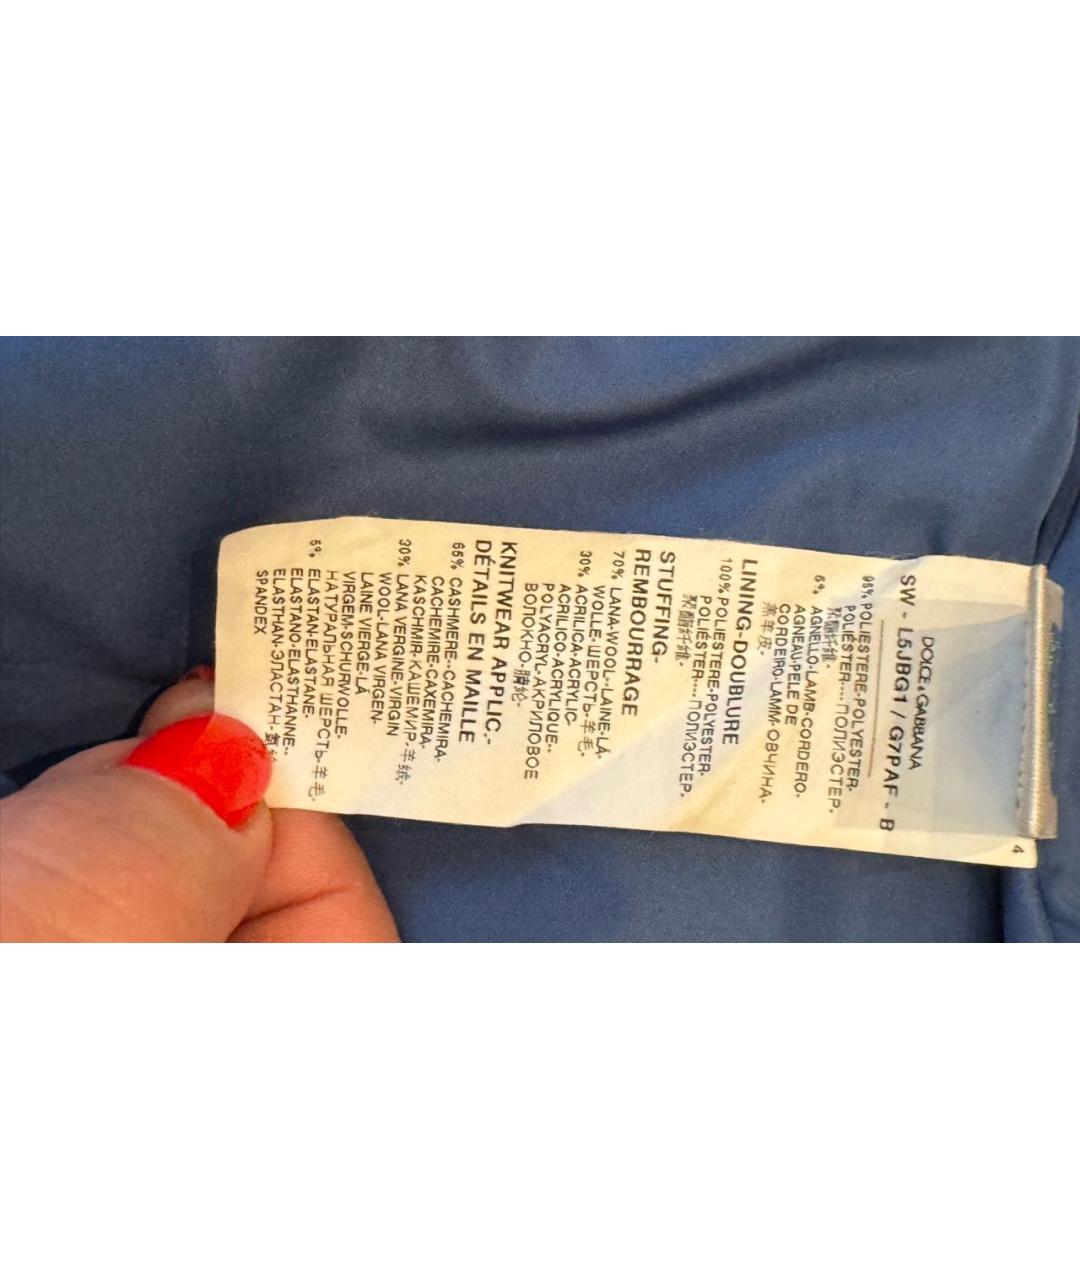 4
DOLCE & GABBANA
SW - L5JBG1 / G7PAF - B
95% POLIESTERE-POLYESTER-
POLIÉSTER----ПОЛИЭСТЕР-
聚酯纤维-
5% AGNELLO-LAMB-CORDERO-
AGNEAU-PELE DE
CORDEIRO-LAMM-ОВЧИНА-
羔羊皮-
LINING-DOUBLURE
100% POLIESTERE-POLYESTER-
POLIÉSTER----ПОЛИЭСТЕР-
聚酯纤维-
STUFFING-
REMBOURRAGE
70% LANA-WOOL--LAINE-LÃ-
WOLLE-ШЕРСТЬ-羊毛-
30% ACRILICA-ACRYLIC-
ACRILICO-ACRYLIQUE--
POLYACRYL-АКРИЛОВОЕ
ВОЛОКНО-腈纶-
KNITWEAR APPLIC.-
DÉTAILS EN MAILLE
65% CASHMERE--CACHEMIRA-
CACHEMIRE-CAXEMIRA-
KASCHMIR-КАШЕМИР-羊绒-
30% LANA VERGINE-VIRGIN
WOOL-LANA VIRGEN-
LAINE VIERGE-LÃ
VIRGEM-SCHURWOLLE-
НАТУРАЛЬНАЯ ШЕРСТЬ-羊毛-
5% ELASTAN-ELASTANE-
ELASTANO-ELASTHANNE--
ELASTHAN-ЭЛАСТАН-氨纶-
SPANDEX